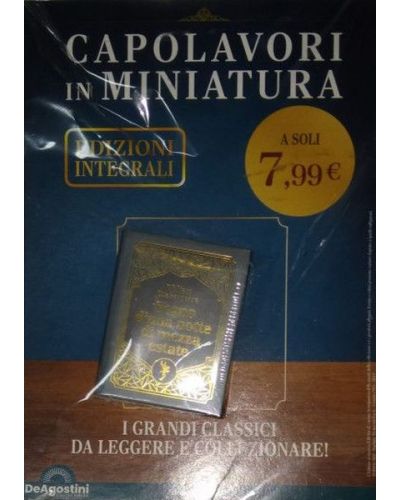 CAPOLAVORI
IN MINIATURA
EDIZIONI
INTEGRALI
A SOLI
7,99 €
Sogno
d'una notte
di mezza
estate
I GRANDI CLASSICI
DA LEGGERE E COLLEZIONARE!
DeAgostini